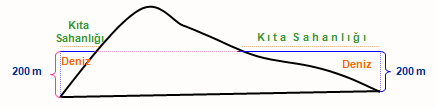 Kıta
Sahanlığı
Kıta Sahanlığı
Deniz
Deniz
200 m
200 m